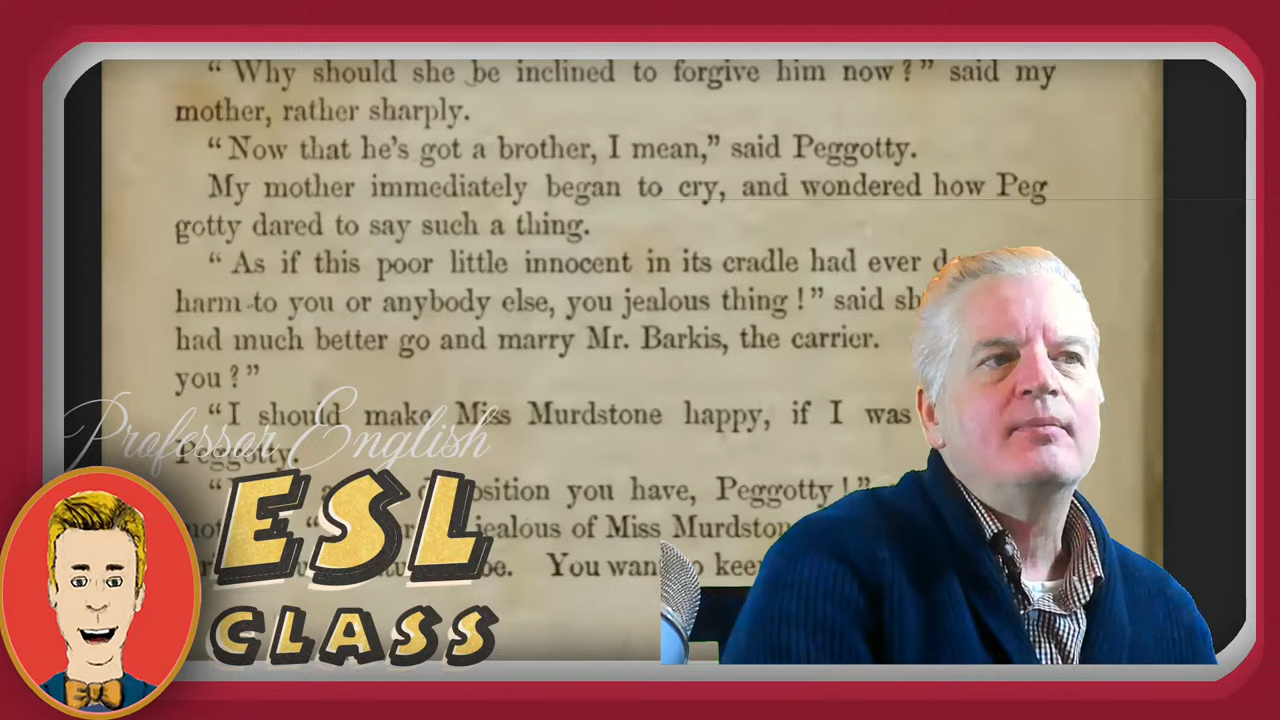 “ Why should she be inclined to forgive him now ? ” said my
mother, rather sharply.
“ Now that he’s got a brother, I mean,” said Peggotty.
My mother immediately began to cry, and wondered how Peg
gotty dared to say such a thing.
“ As if this poor little innocent in its cradle had ever
harm to you or anybody else, you jealous thing ! ” said
had much better go and marry Mr. Barkis, the carrier.
you ? ”
“ I should make Miss Murdstone happy, if I was
Peggotty.
you have, Peggotty ! ”
jealous of Miss
You
Professor English
ESL
CLASS